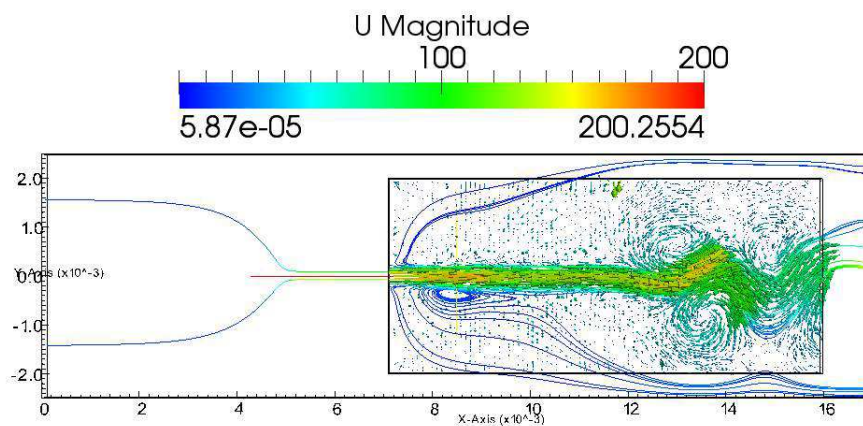 U Magnitude
100 200
5.87e-05 200.2554
2.0
1.0
Y-Axis (x10^-3)
0.0
-1.0
-2.0
0 2 4 6 8 10 12 14 16
X-Axis (x10^-3)